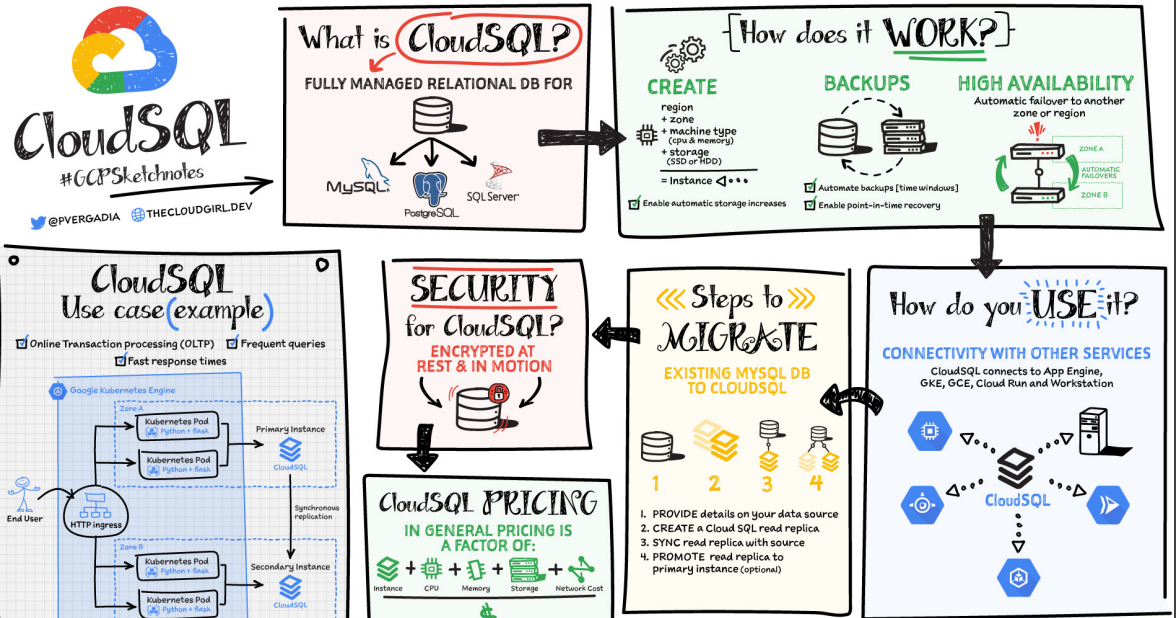 CloudSQL
#GCPSketchnotes
@PVERGADIA THECLOUDGIRL.DEV
What is CloudSQL?
FULLY MANAGED RELATIONAL DB FOR
MySQL
PostgreSQL
SQL Server
[How does it WORK?]
CREATE
region
+ zone
+ machine type
(cpu & memory)
+ storage
(SSD or HDD)
= Instance
Enable automatic storage increases
BACKUPS
Automate backups [time windows]
Enable point-in-time recovery
HIGH AVAILABILITY
Automatic failover to another
zone or region
ZONE A
AUTOMATIC
FAILOVERS
ZONE B
How do you USE it?
CONNECTIVITY WITH OTHER SERVICES
CloudSQL connects to App Engine,
GKE, GCE, Cloud Run and Workstation
CloudSQL
Steps to
MIGRATE
EXISTING MYSQL DB
TO CLOUDSQL
1 2 3 4
1. PROVIDE details on your data source
2. CREATE a Cloud SQL read replica
3. SYNC read replica with source
4. PROMOTE read replica to
primary instance (optional)
SECURITY
for CloudSQL?
ENCRYPTED AT
REST & IN MOTION
CloudSQL PRICING
IN GENERAL PRICING IS
A FACTOR OF:
Instance + CPU + Memory + Storage + Network Cost
$
CloudSQL
Use case (example)
Online Transaction processing (OLTP) Frequent queries
Fast response times
Google Kubernetes Engine
Zone A
Kubernetes Pod
Python + flask
Kubernetes Pod
Python + flask
Primary Instance
CloudSQL
End User
HTTP ingress
Synchronous
replication
Zone B
Kubernetes Pod
Python + flask
Kubernetes Pod
Python + flask
Secondary Instance
CloudSQL